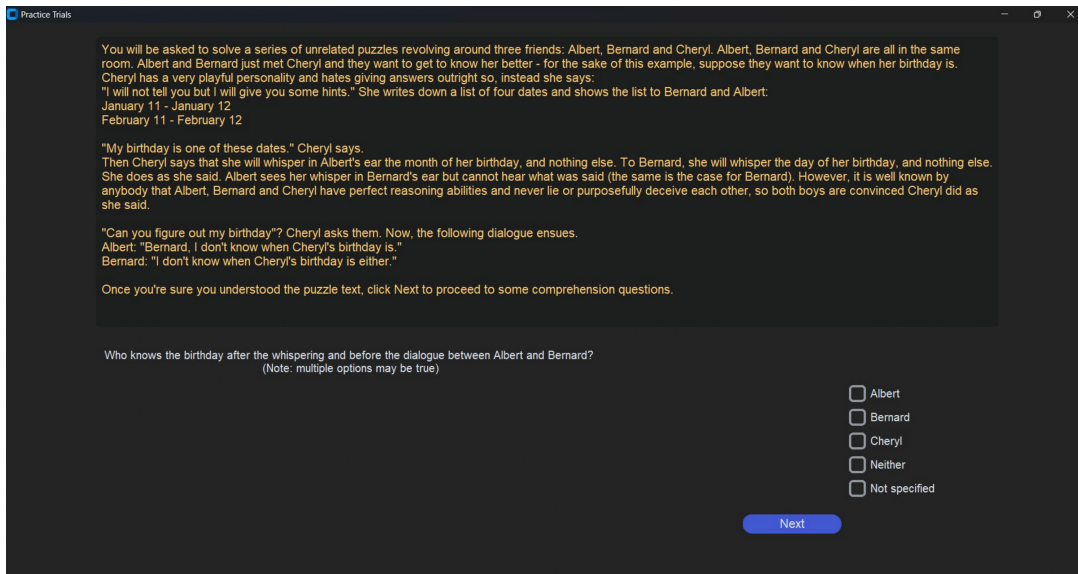 Practice Trials
You will be asked to solve a series of unrelated puzzles revolving around three friends: Albert, Bernard and Cheryl. Albert, Bernard and Cheryl are all in the same
room. Albert and Bernard just met Cheryl and they want to get to know her better - for the sake of this example, suppose they want to know when her birthday is.
Cheryl has a very playful personality and hates giving answers outright so, instead she says:
"I will not tell you but I will give you some hints." She writes down a list of four dates and shows the list to Bernard and Albert:
January 11 - January 12
February 11 - February 12
"My birthday is one of these dates." Cheryl says.
Then Cheryl says that she will whisper in Albert's ear the month of her birthday, and nothing else. To Bernard, she will whisper the day of her birthday, and nothing else.
She does as she said. Albert sees her whisper in Bernard's ear but cannot hear what was said (the same is the case for Bernard). However, it is well known by
anybody that Albert, Bernard and Cheryl have perfect reasoning abilities and never lie or purposefully deceive each other, so both boys are convinced Cheryl did as
she said.
"Can you figure out my birthday"? Cheryl asks them. Now, the following dialogue ensues.
Albert: "Bernard, I don't know when Cheryl's birthday is."
Bernard: "I don't know when Cheryl's birthday is either."
Once you're sure you understood the puzzle text, click Next to proceed to some comprehension questions.
Who knows the birthday after the whispering and before the dialogue between Albert and Bernard?
(Note: multiple options may be true)
Albert
Bernard
Cheryl
Neither
Not specified
Next